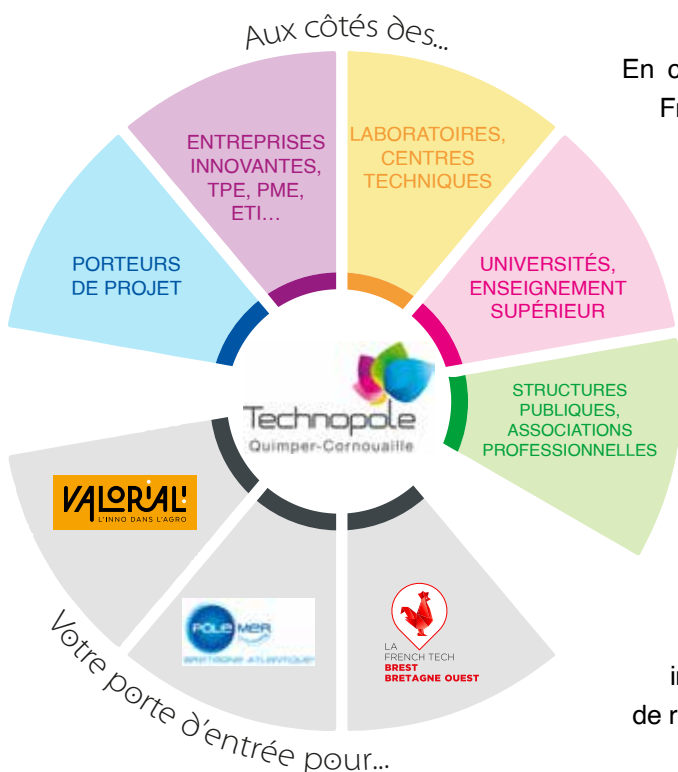 Aux côtés des...
En c
Fr
ENTREPRISES
INNOVANTES,
TPE, PME,
ETI...
LABORATOIRES,
CENTRES
TECHNIQUES
PORTEURS
DE PROJET
UNIVERSITÉS,
ENSEIGNEMENT
SUPÉRIEUR
Technopole
Quimper-Cornouaille
STRUCTURES
PUBLIQUES,
ASSOCIATIONS
PROFESSIONNELLES
VALORIAL!
L'INNO DANS L'AGRO
POLE MER
BRETAGNE ATLANTIQUE
LA
FRENCH TECH
BREST
BRETAGNE OUEST
Votre porte d'entrée pour...
in
de r